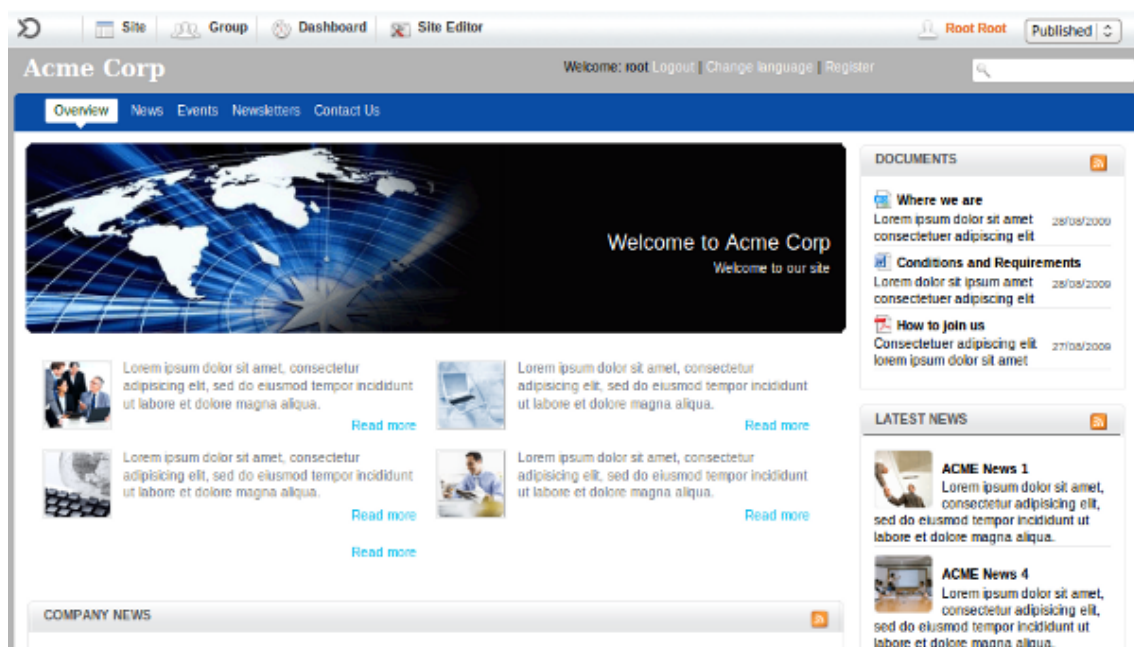 Site Group Dashboard Site Editor Root Root Published
Acme Corp Welcome: root Logout | Change language | Register
Overview News Events Newsletters Contact Us
Welcome to Acme Corp
Welcome to our site
Lorem ipsum dolor sit amet, consectetur
adipisicing elit, sed do eiusmod tempor incididunt
ut labore et dolore magna aliqua.
Read more
Lorem ipsum dolor sit amet, consectetur
adipisicing elit, sed do eiusmod tempor incididunt
ut labore et dolore magna aliqua.
Read more
Lorem ipsum dolor sit amet, consectetur
adipisicing elit, sed do eiusmod tempor incididunt
ut labore et dolore magna aliqua.
Read more
Lorem ipsum dolor sit amet, consectetur
adipisicing elit, sed do eiusmod tempor incididunt
ut labore et dolore magna aliqua.
Read more
Read more
COMPANY NEWS
DOCUMENTS
Where we are
Lorem ipsum dolor sit amet 28/08/2009
consectetuer adipiscing elit
Conditions and Requirements
Lorem dolor sit ipsum amet 28/08/2009
consectetuer adipiscing elit
How to join us
Consectetuer adipiscing elit 27/08/2009
lorem ipsum dolor sit amet
LATEST NEWS
ACME News 1
Lorem ipsum dolor sit amet,
consectetur adipisicing elit,
sed do eiusmod tempor incididunt ut
labore et dolore magna aliqua.
ACME News 4
Lorem ipsum dolor sit amet,
consectetur adipisicing elit,
sed do eiusmod tempor incididunt ut
labore et dolore magna aliqua.